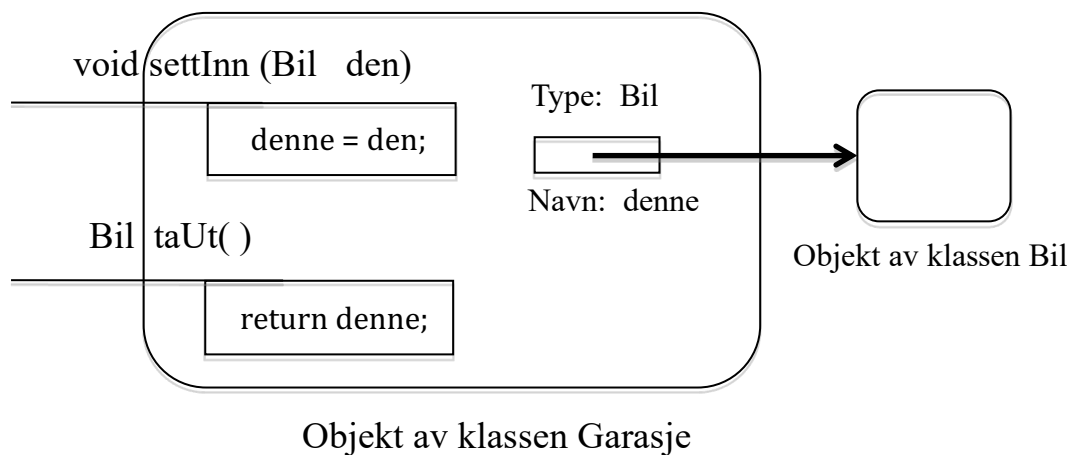 void settInn (Bil den)
denne = den;
Type: Bil
Navn: denne
Bil taUt( )
return denne;
Objekt av klassen Bil
Objekt av klassen Garasje